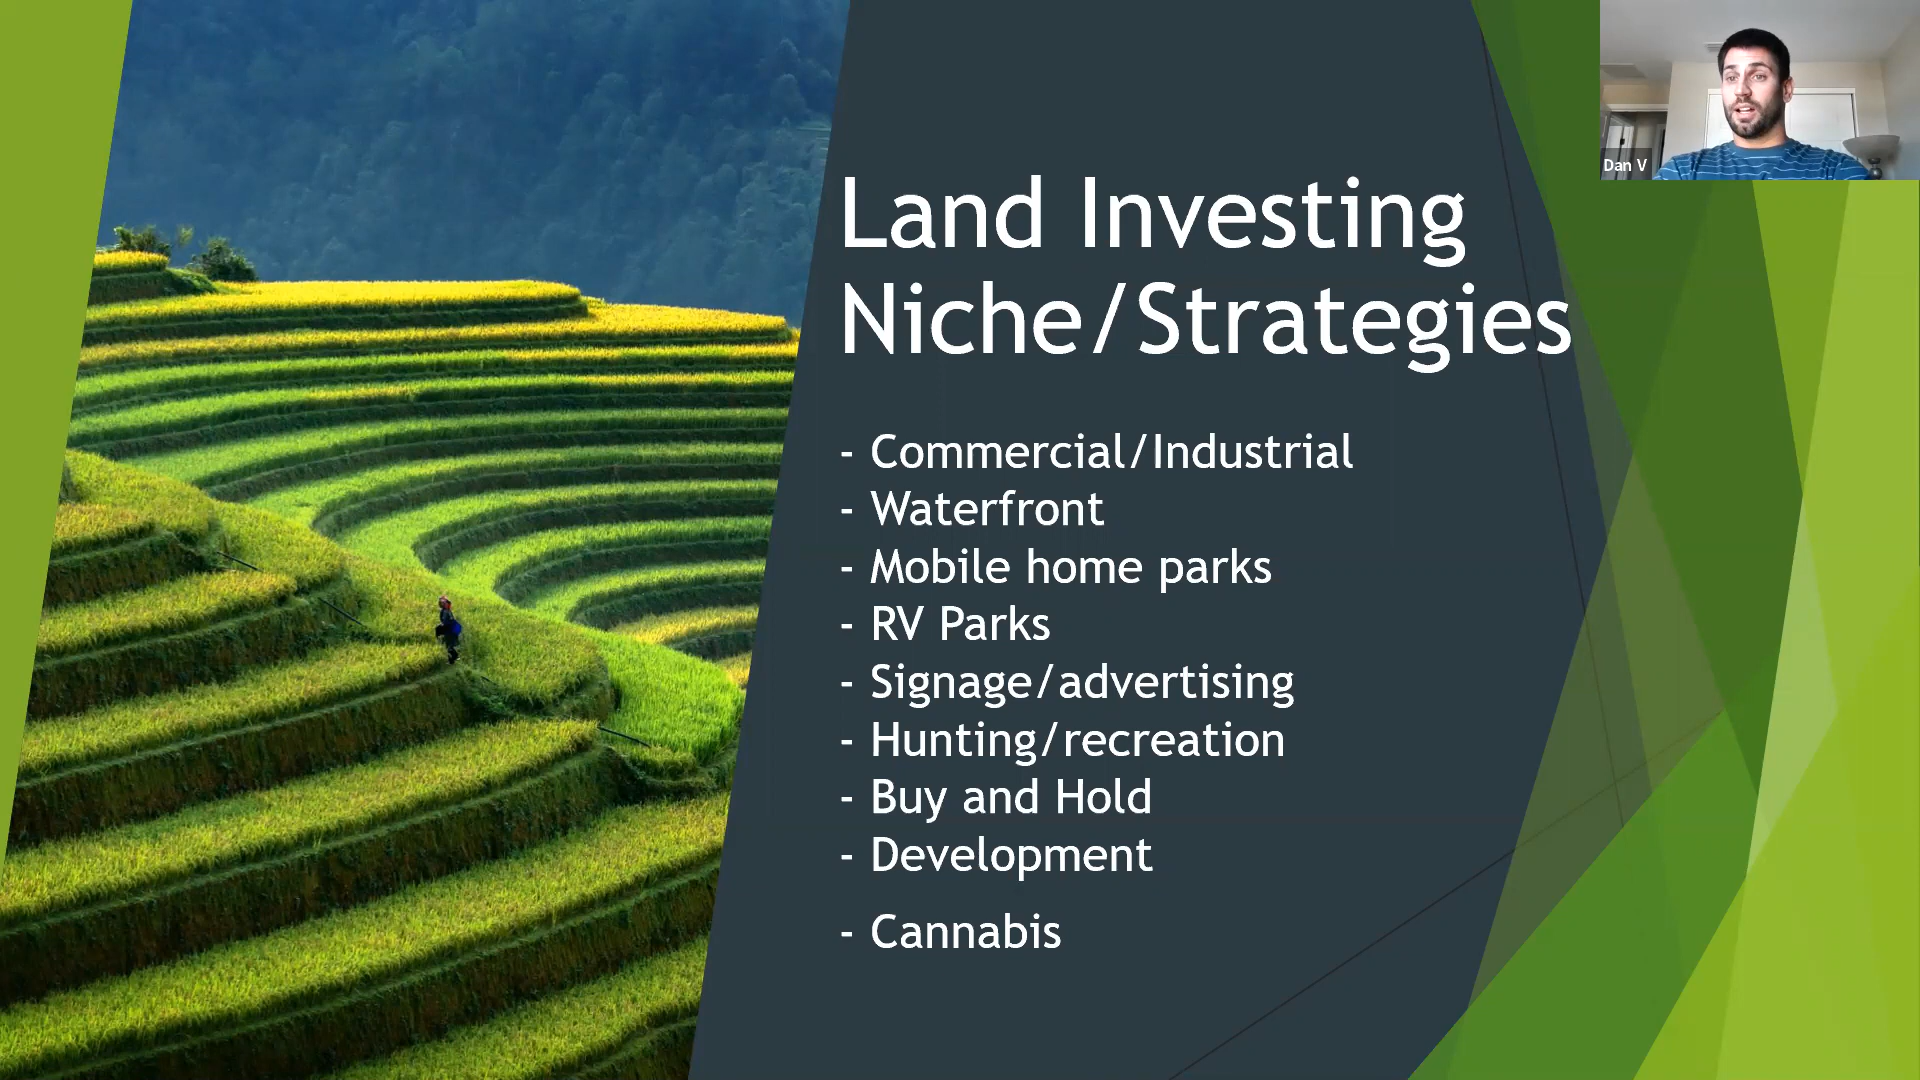 Dan V
Land Investing
Niche/Strategies
- Commercial/Industrial
- Waterfront
- Mobile home parks
- RV Parks
- Signage/advertising
- Hunting/recreation
- Buy and Hold
- Development
- Cannabis